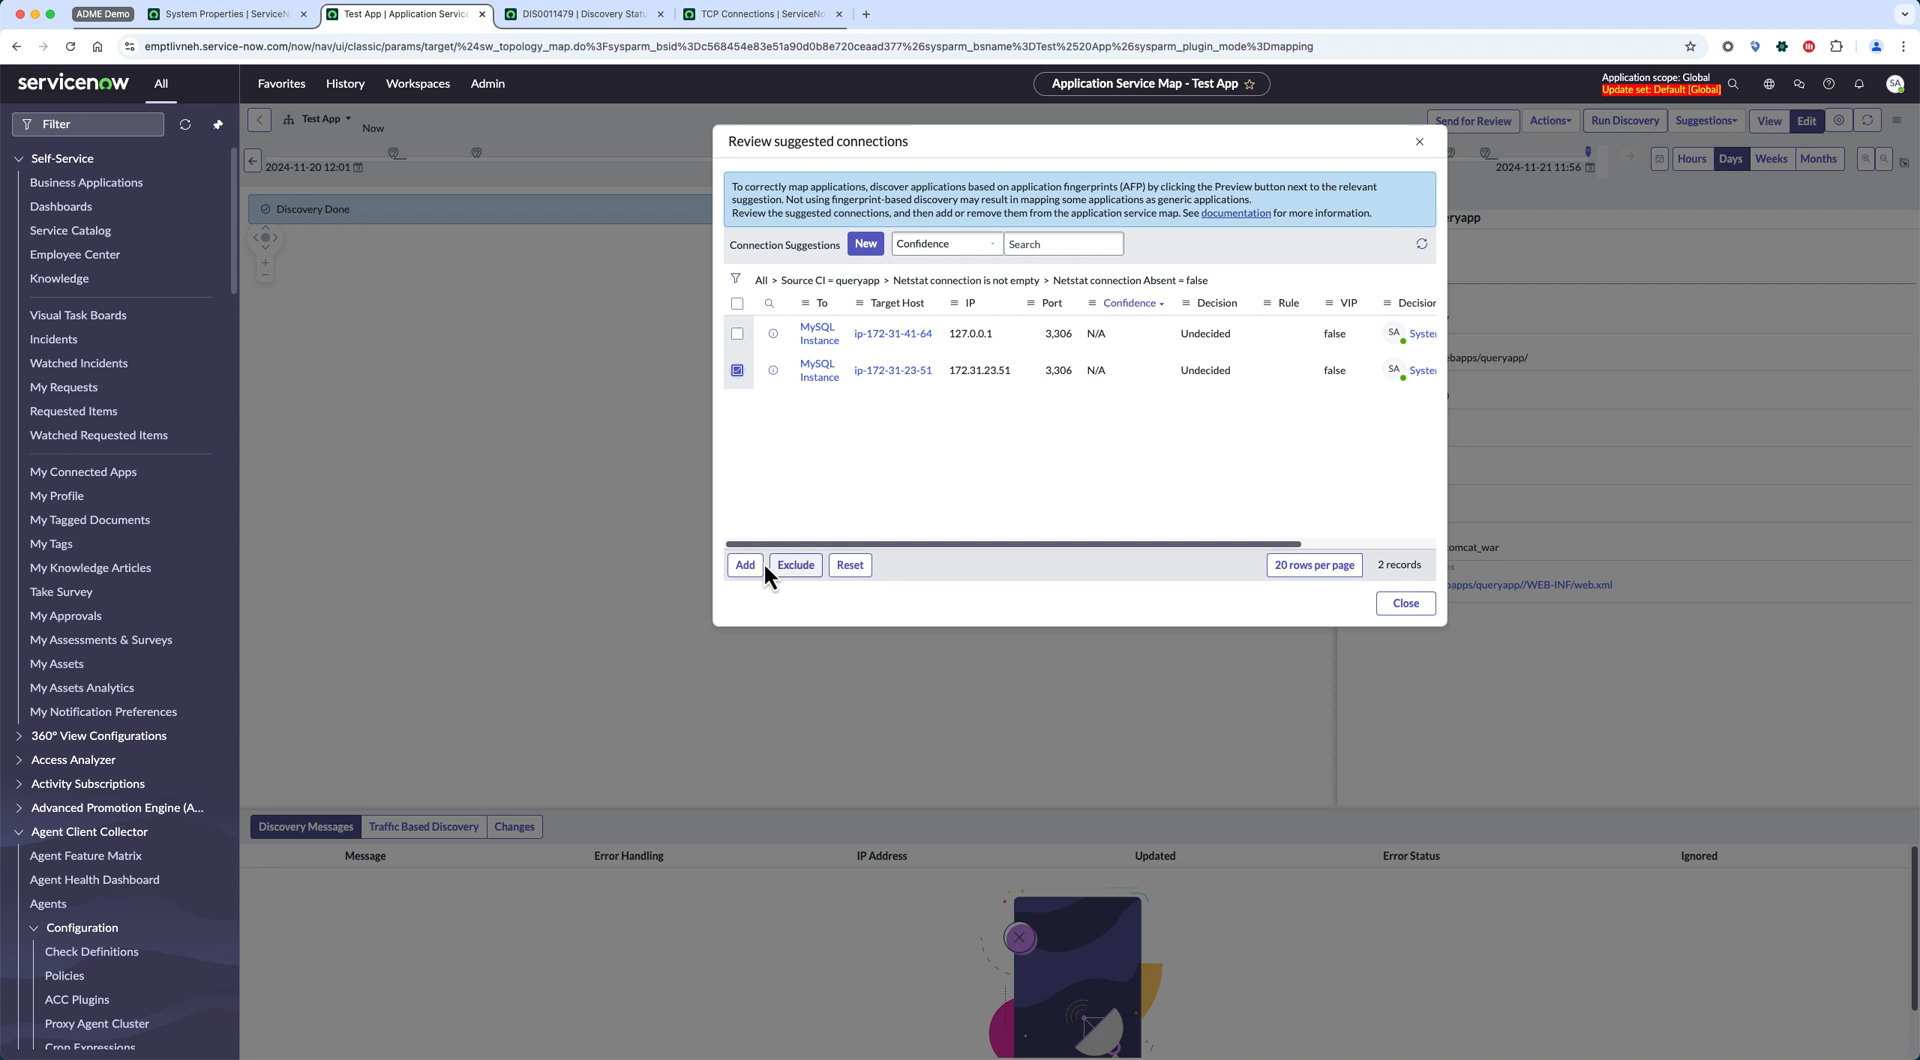 ADME Demo
System Properties | ServiceN
Test App | Application Service
DIS0011479 | Discovery Statu
TCP Connections | ServiceNo
emptlivneh.service-now.com/now/nav/ui/classic/params/target/%24sw_topology_map.do%3Fsysparm_bsid%3Dc568454e83e51a90d0b8e720ceaad377%26sysparm_bsname%3DTest%2520App%26sysparm_plugin_mode%3Dmapping
servicenow
All
Favorites
History
Workspaces
Admin
Application Service Map - Test App
Application scope: Global
Update set: Default [Global]
SA
Filter
Self-Service
Business Applications
Dashboards
Service Catalog
Employee Center
Knowledge
Visual Task Boards
Incidents
Watched Incidents
My Requests
Requested Items
Watched Requested Items
My Connected Apps
My Profile
My Tagged Documents
My Tags
My Knowledge Articles
Take Survey
My Approvals
My Assessments & Surveys
My Assets
My Assets Analytics
My Notification Preferences
360° View Configurations
Access Analyzer
Activity Subscriptions
Advanced Promotion Engine (A...
Agent Client Collector
Agent Feature Matrix
Agent Health Dashboard
Agents
Configuration
Check Definitions
Policies
ACC Plugins
Proxy Agent Cluster
Cron Expressions
Test App
Now
Send for Review
Actions
Run Discovery
Suggestions
View
Edit
2024-11-20 12:01
2024-11-21 11:56
Hours
Days
Weeks
Months
Discovery Done
Review suggested connections
To correctly map applications, discover applications based on application fingerprints (AFP) by clicking the Preview button next to the relevant
suggestion. Not using fingerprint-based discovery may result in mapping some applications as generic applications.
Review the suggested connections, and then add or remove them from the application service map. See documentation for more information.
Connection Suggestions
New
Confidence
Search
All > Source CI = queryapp > Netstat connection is not empty > Netstat connection Absent = false
To
Target Host
IP
Port
Confidence
Decision
Rule
VIP
Decision
MySQL Instance
ip-172-31-41-64
127.0.0.1
3,306
N/A
Undecided
false
SA
Syste
MySQL Instance
ip-172-31-23-51
172.31.23.51
3,306
N/A
Undecided
false
SA
Syste
Add
Exclude
Reset
20 rows per page
2 records
Close
ryapp
ebapps/queryapp/
omcat_war
apps/queryapp//WEB-INF/web.xml
Discovery Messages
Traffic Based Discovery
Changes
Message
Error Handling
IP Address
Updated
Error Status
Ignored